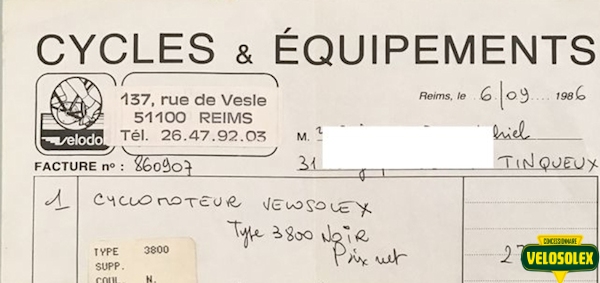 CYCLES & ÉQUIPEMENTS
137, rue de Vesle
51100 REIMS
Tél. 26.47.92.03
velodo
Reims, le 6/09 1986
M.
FACTURE nº : 860907
31 TINQUEUX
1 CYCLOMOTEUR VELOSOLEX
Type 3800 NOIR
Prix net
TYPE 3800
SUPP.
COUL N.
CONCESSIONNAIRE
VELOSOLEX